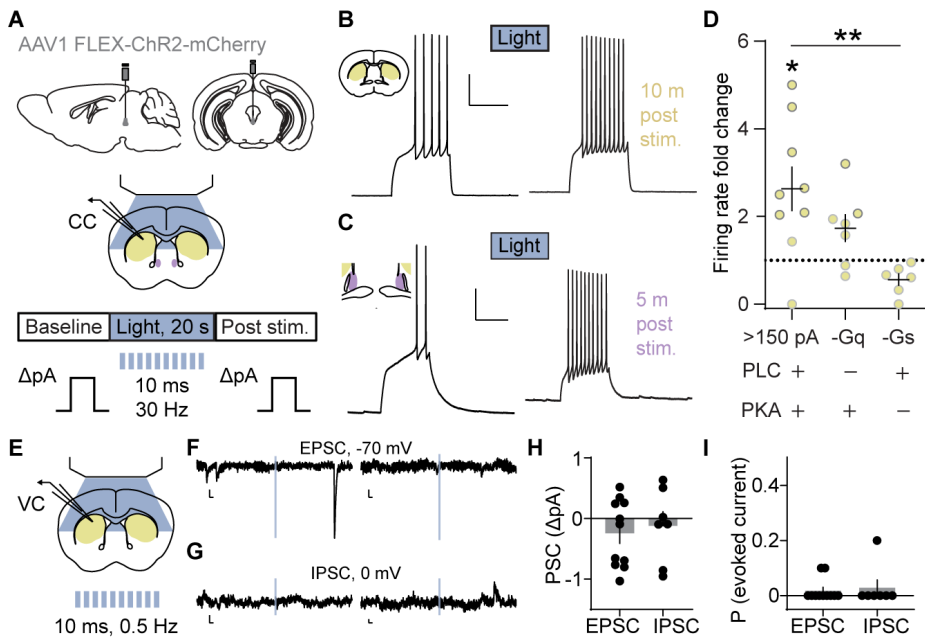 A
AAV1 FLEX-ChR2-mCherry
CC
Baseline Light, 20 s Post stim.
ΔpA 10 ms 30 Hz ΔpA
B
Light
10 m
post
stim.
C
Light
5 m
post
stim.
D
Firing rate fold change
6
4
2
0
**
*
>150 pA -Gq -Gs
PLC + − +
PKA + + −
E
VC
10 ms, 0.5 Hz
F
EPSC, -70 mV
G
IPSC, 0 mV
H
PSC (ΔpA)
1
0
-1
EPSC IPSC
I
P (evoked current)
0.4
0.2
0
EPSC IPSC